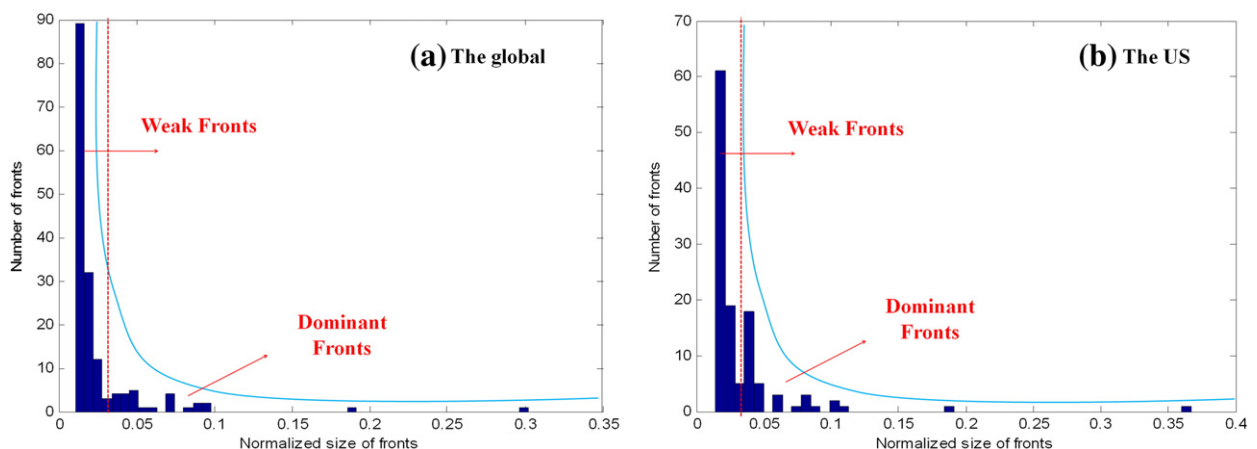 (a) The global
Weak Fronts
Dominant
Fronts
Number of fronts
90
80
70
60
50
40
30
20
10
0
0
0.05
0.1
0.15
0.2
0.25
0.3
0.35
Normalized size of fronts
(b) The US
Weak Fronts
Dominant
Fronts
Number of fronts
70
60
50
40
30
20
10
0
0
0.05
0.1
0.15
0.2
0.25
0.3
0.35
0.4
Normalized size of fronts